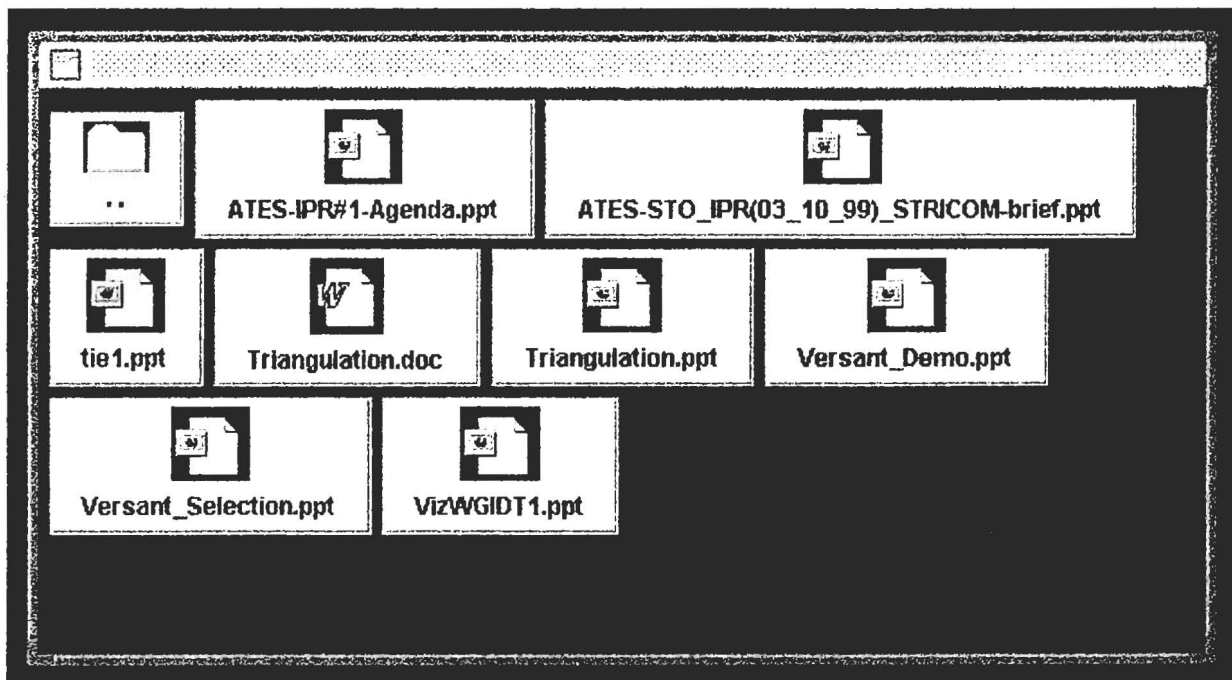 ..
ATES-IPR#1-Agenda.ppt
ATES-STO_IPR(03_10_99)_STRICOM-brief.ppt
tie1.ppt
W
Triangulation.doc
Triangulation.ppt
Versant_Demo.ppt
Versant_Selection.ppt
VizWGIDT1.ppt